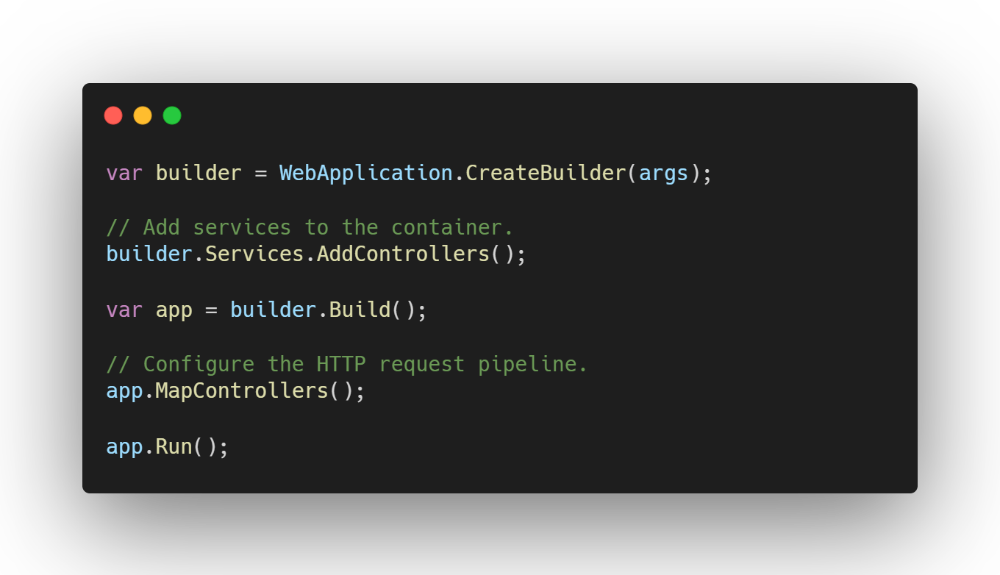 var builder = WebApplication.CreateBuilder(args);
// Add services to the container.
builder.Services.AddControllers();
var app = builder.Build();
// Configure the HTTP request pipeline.
app.MapControllers();
app.Run();